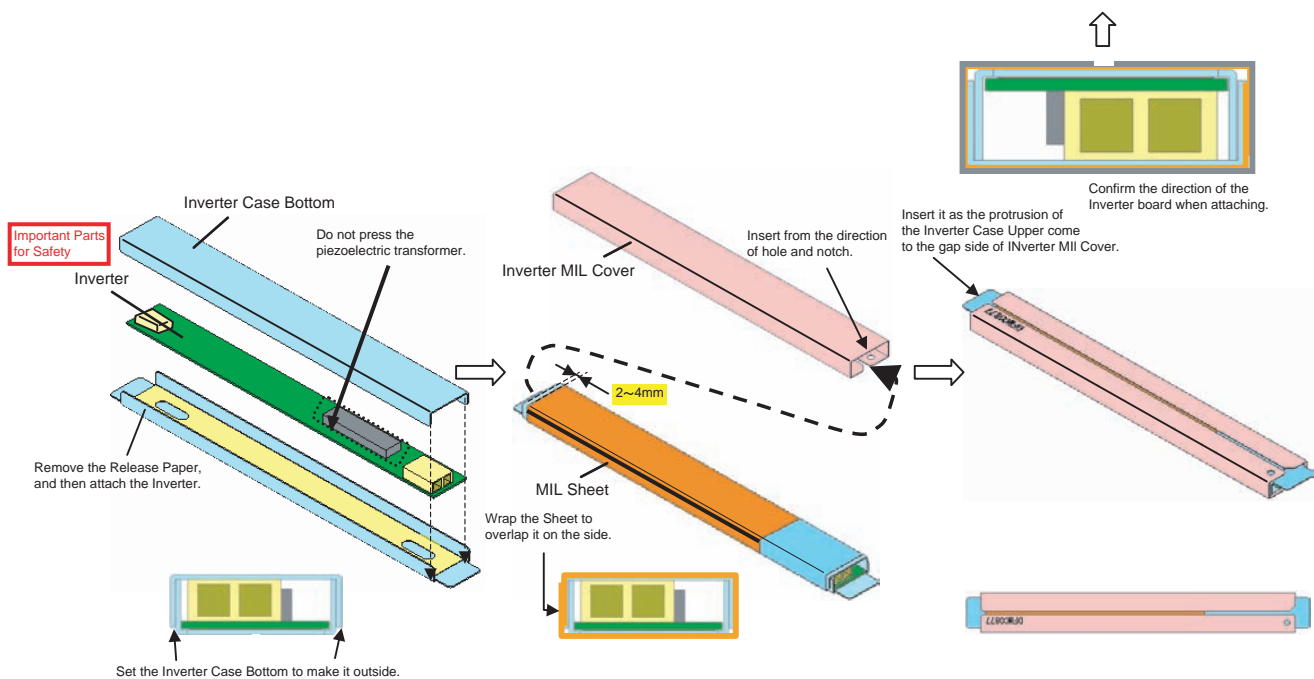 Inverter Case Bottom
Important Parts
for Safety
Do not press the
piezoelectric transformer.
Inverter
Remove the Release Paper,
and then attach the Inverter.
Set the Inverter Case Bottom to make it outside.
Inverter MIL Cover
Insert from the direction
of hole and notch.
2~4mm
MIL Sheet
Wrap the Sheet to
overlap it on the side.
Confirm the direction of the
Inverter board when attaching.
Insert it as the protrusion of
the Inverter Case Upper come
to the gap side of INverter MIl Cover.
DFMC0877
DFMC0877